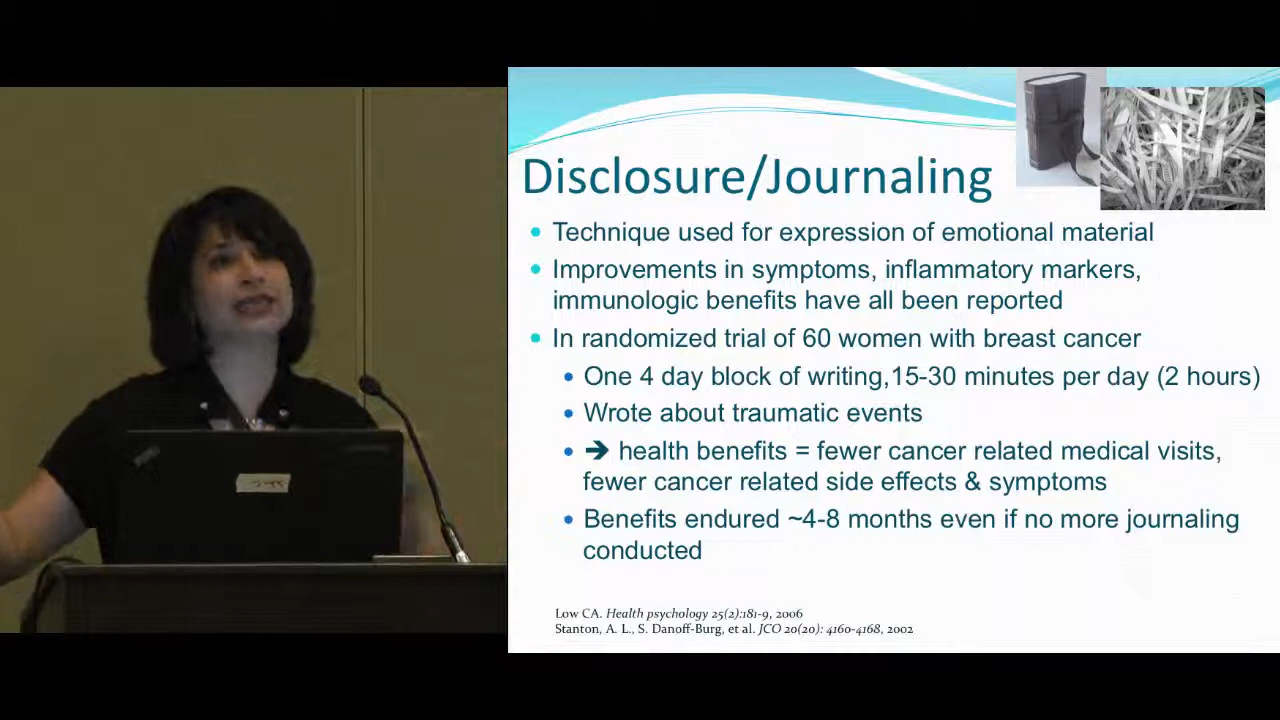 Disclosure/Journaling
Technique used for expression of emotional material
Improvements in symptoms, inflammatory markers,
immunologic benefits have all been reported
In randomized trial of 60 women with breast cancer
One 4 day block of writing,15-30 minutes per day (2 hours)
Wrote about traumatic events
➔ health benefits = fewer cancer related medical visits,
fewer cancer related side effects & symptoms
Benefits endured ~4-8 months even if no more journaling
conducted
Low CA. Health psychology 25(2):181-9, 2006
Stanton, A. L., S. Danoff-Burg, et al. JCO 20(20): 4160-4168, 2002